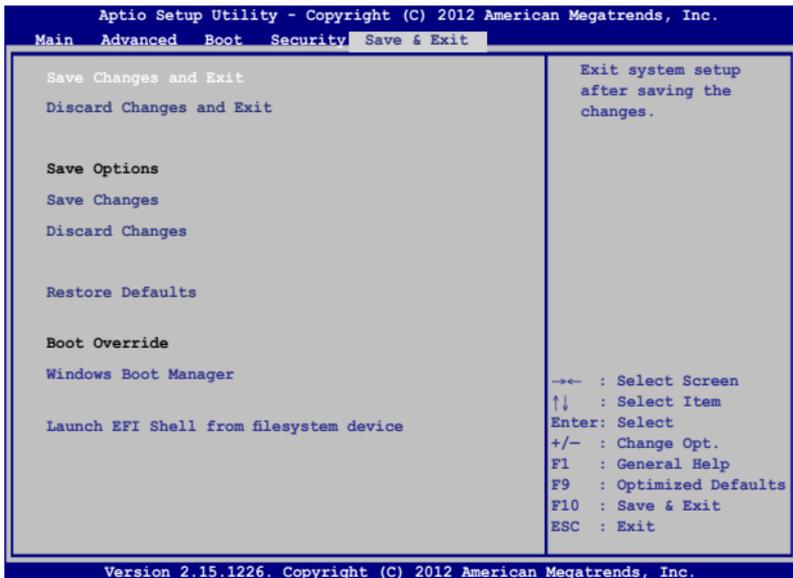 Aptio Setup Utility - Copyright (C) 2012 American Megatrends, Inc.
Main Advanced Boot Security Save & Exit
Save Changes and Exit
Discard Changes and Exit
Save Options
Save Changes
Discard Changes
Restore Defaults
Boot Override
Windows Boot Manager
Launch EFI Shell from filesystem device
Exit system setup
after saving the
changes.
→← : Select Screen
↑↓ : Select Item
Enter: Select
+/— : Change Opt.
F1 : General Help
F9 : Optimized Defaults
F10 : Save & Exit
ESC : Exit
Version 2.15.1226. Copyright (C) 2012 American Megatrends, Inc.